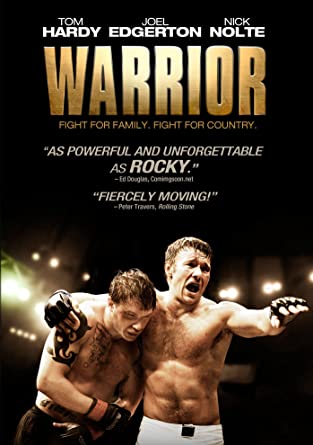 TOM JOEL NICK
HARDY EDGERTON NOLTE
WARRIOR
FIGHT FOR FAMILY. FIGHT FOR COUNTRY.
"AS POWERFUL AND UNFORGETTABLE
AS ROCKY."
– Ed Douglas, Comimgsoon.net
"FIERCELY MOVING!"
– Peter Travers, Rolling Stone